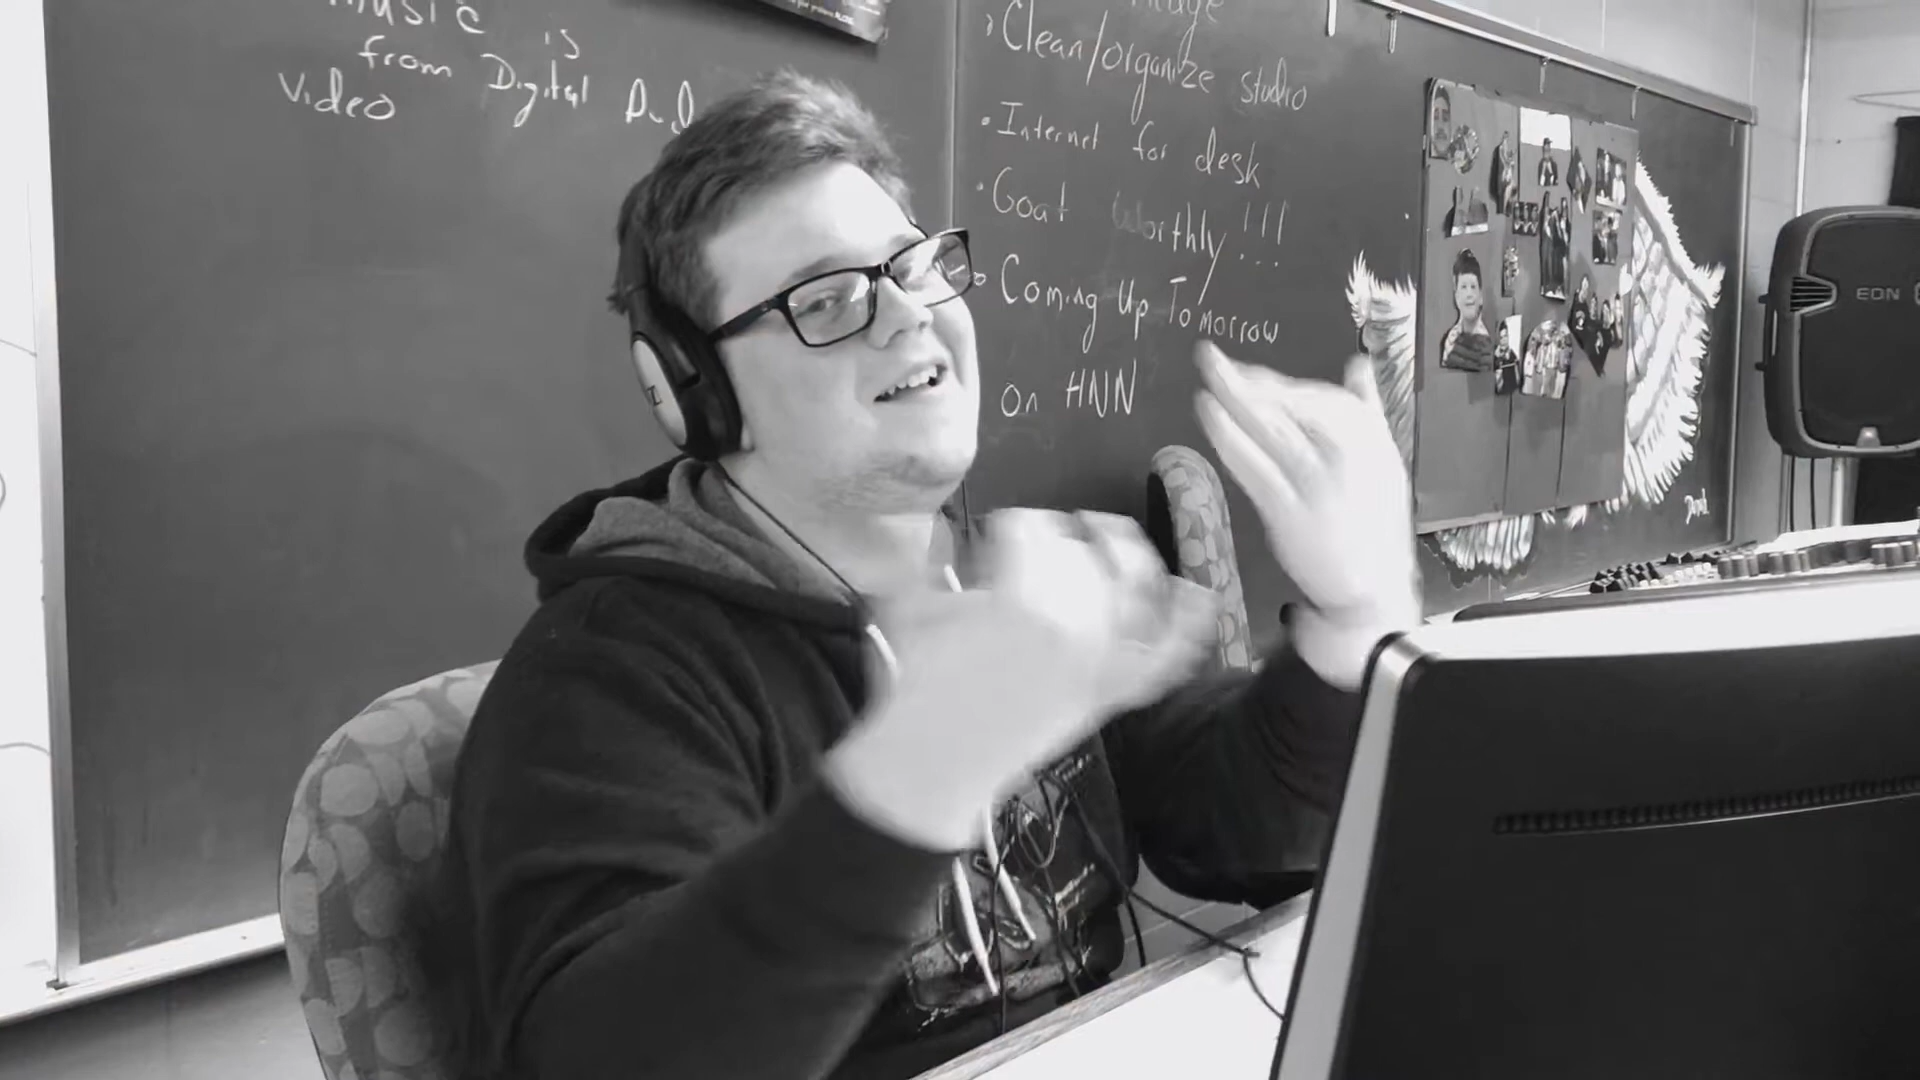 music is
from Digital
Video
Clean/organize studio
• Internet for desk
• Goat Worthly!!!
Coming Up Tomorrow
on HNN
EON